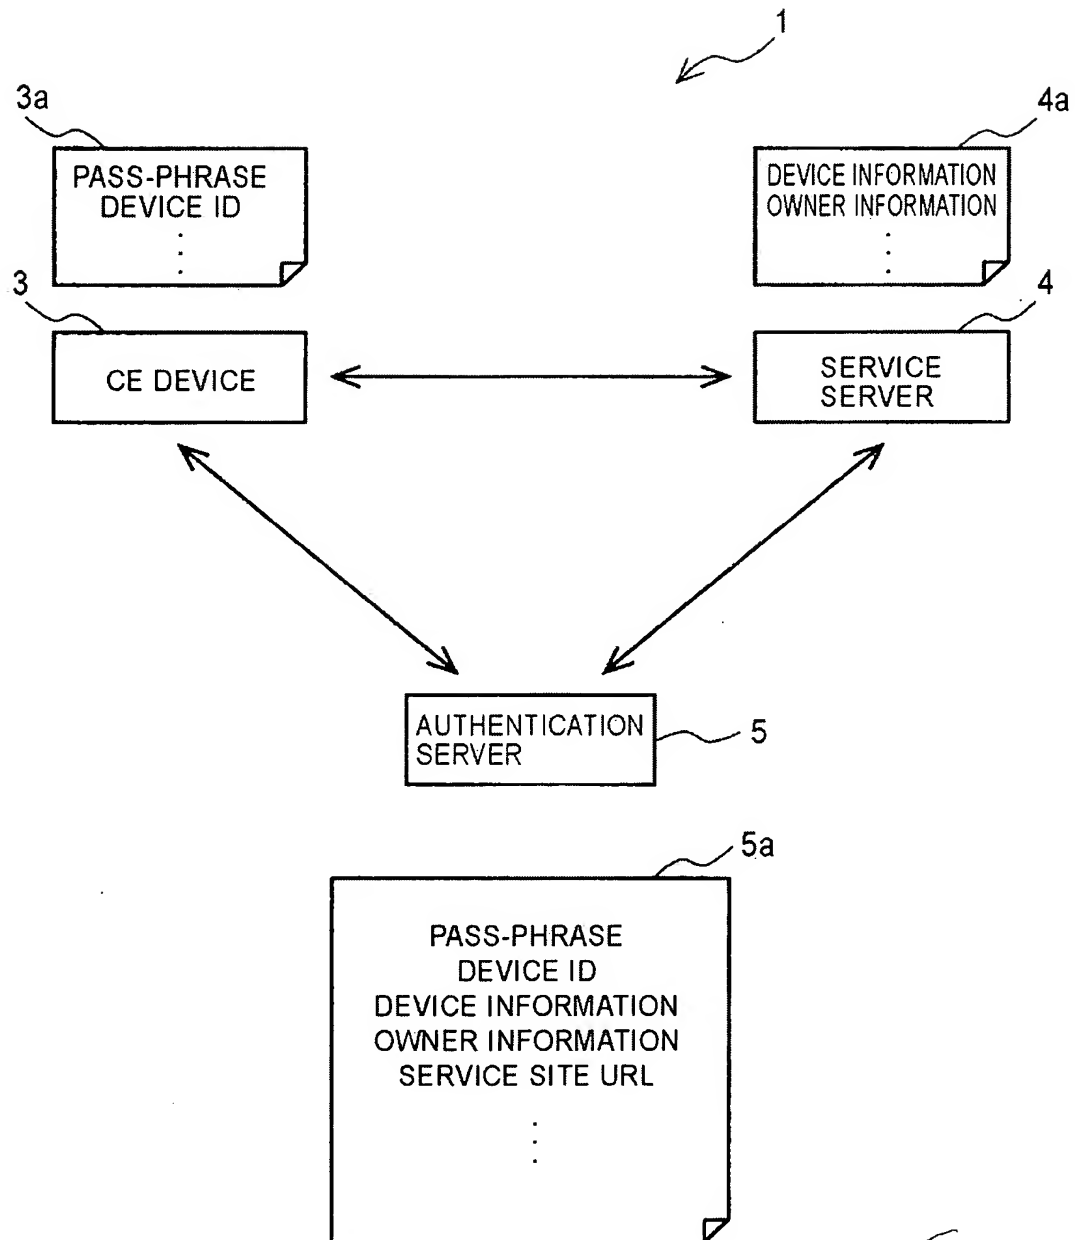 1
3a
4a
PASS-PHRASE
DEVICE ID
DEVICE INFORMATION
OWNER INFORMATION
3
4
CE DEVICE
SERVICE
SERVER
AUTHENTICATION
SERVER
5
5a
PASS-PHRASE
DEVICE ID
DEVICE INFORMATION
OWNER INFORMATION
SERVICE SITE URL